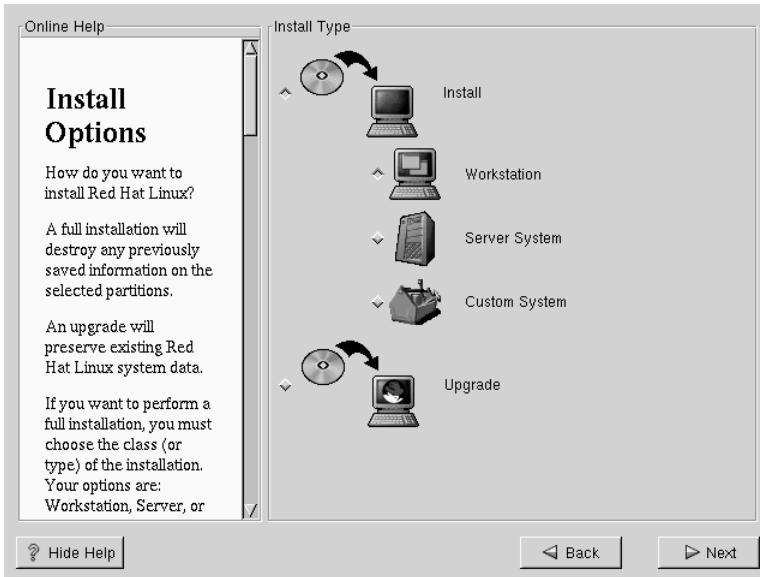 Online Help
Install
Options
How do you want to
install Red Hat Linux?
A full installation will
destroy any previously
saved information on the
selected partitions.
An upgrade will
preserve existing Red
Hat Linux system data.
If you want to perform a
full installation, you must
choose the class (or
type) of the installation.
Your options are:
Workstation, Server, or
Install Type
Install
Workstation
Server System
Custom System
Upgrade
? Hide Help
Back
Next